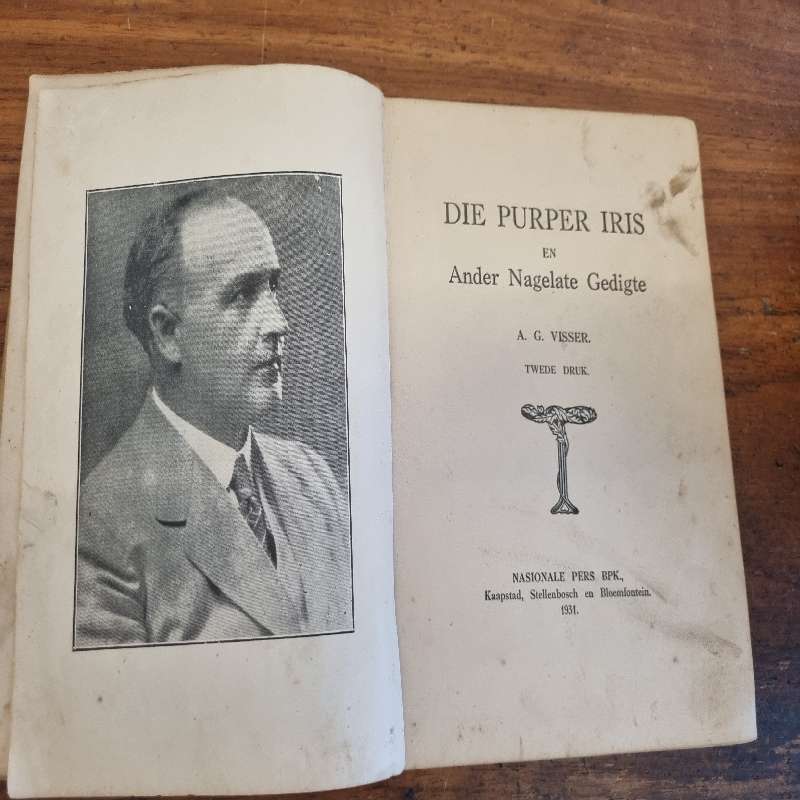 DIE PURPER IRIS
EN
Ander Nagelate Gedigte
A. G. VISSER.
TWEDE DRUK.
NASIONALE PERS BPK.,
Kaapstad, Stellenbosch en Bloemfontein.
1931.